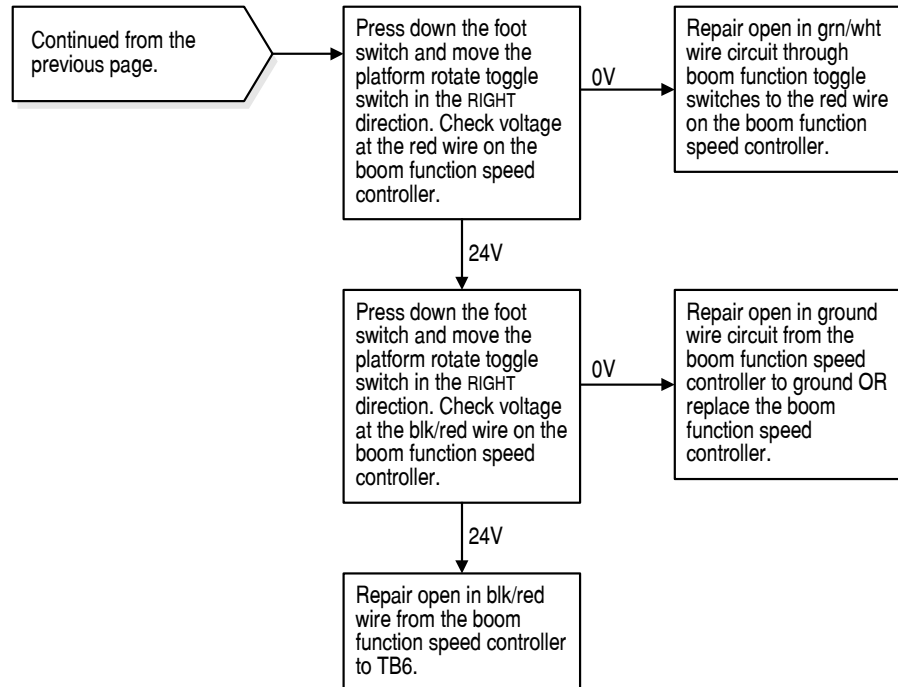 Continued from the
previous page.
Press down the foot
switch and move the
platform rotate toggle
switch in the RIGHT
direction. Check voltage
at the red wire on the
boom function speed
controller.
0V
Repair open in grn/wht
wire circuit through
boom function toggle
switches to the red wire
on the boom function
speed controller.
24V
Press down the foot
switch and move the
platform rotate toggle
switch in the RIGHT
direction. Check voltage
at the blk/red wire on the
boom function speed
controller.
0V
Repair open in ground
wire circuit from the
boom function speed
controller to ground OR
replace the boom
function speed
controller.
24V
Repair open in blk/red
wire from the boom
function speed controller
to TB6.